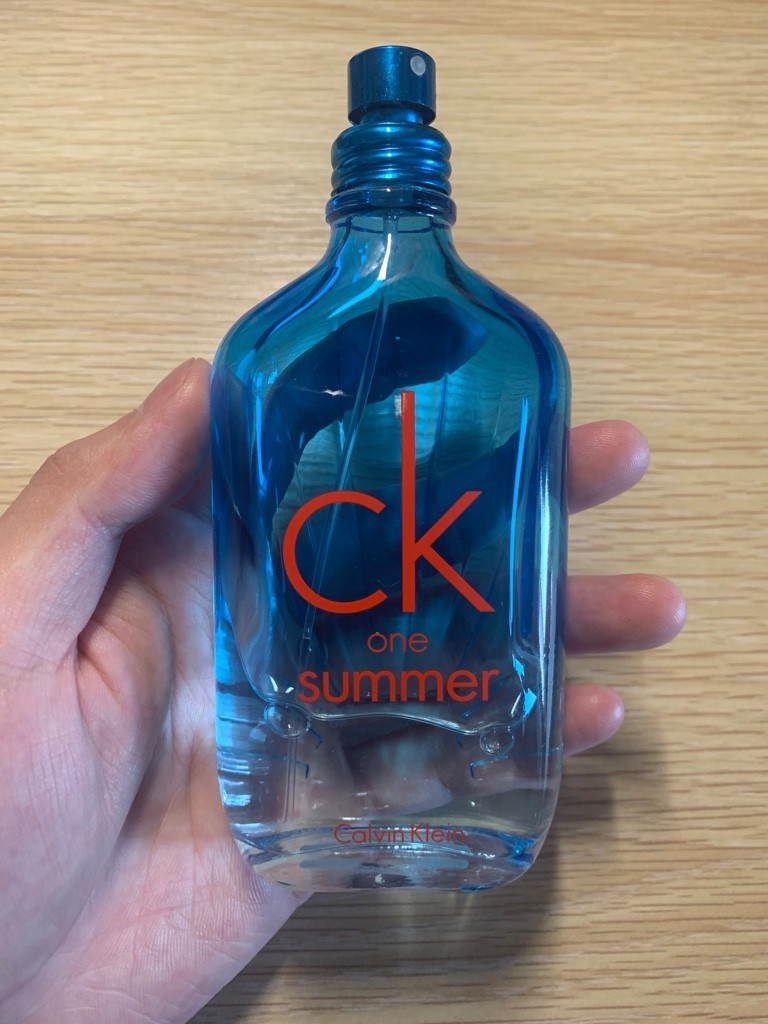 ck
one
summer
Calvin Klein